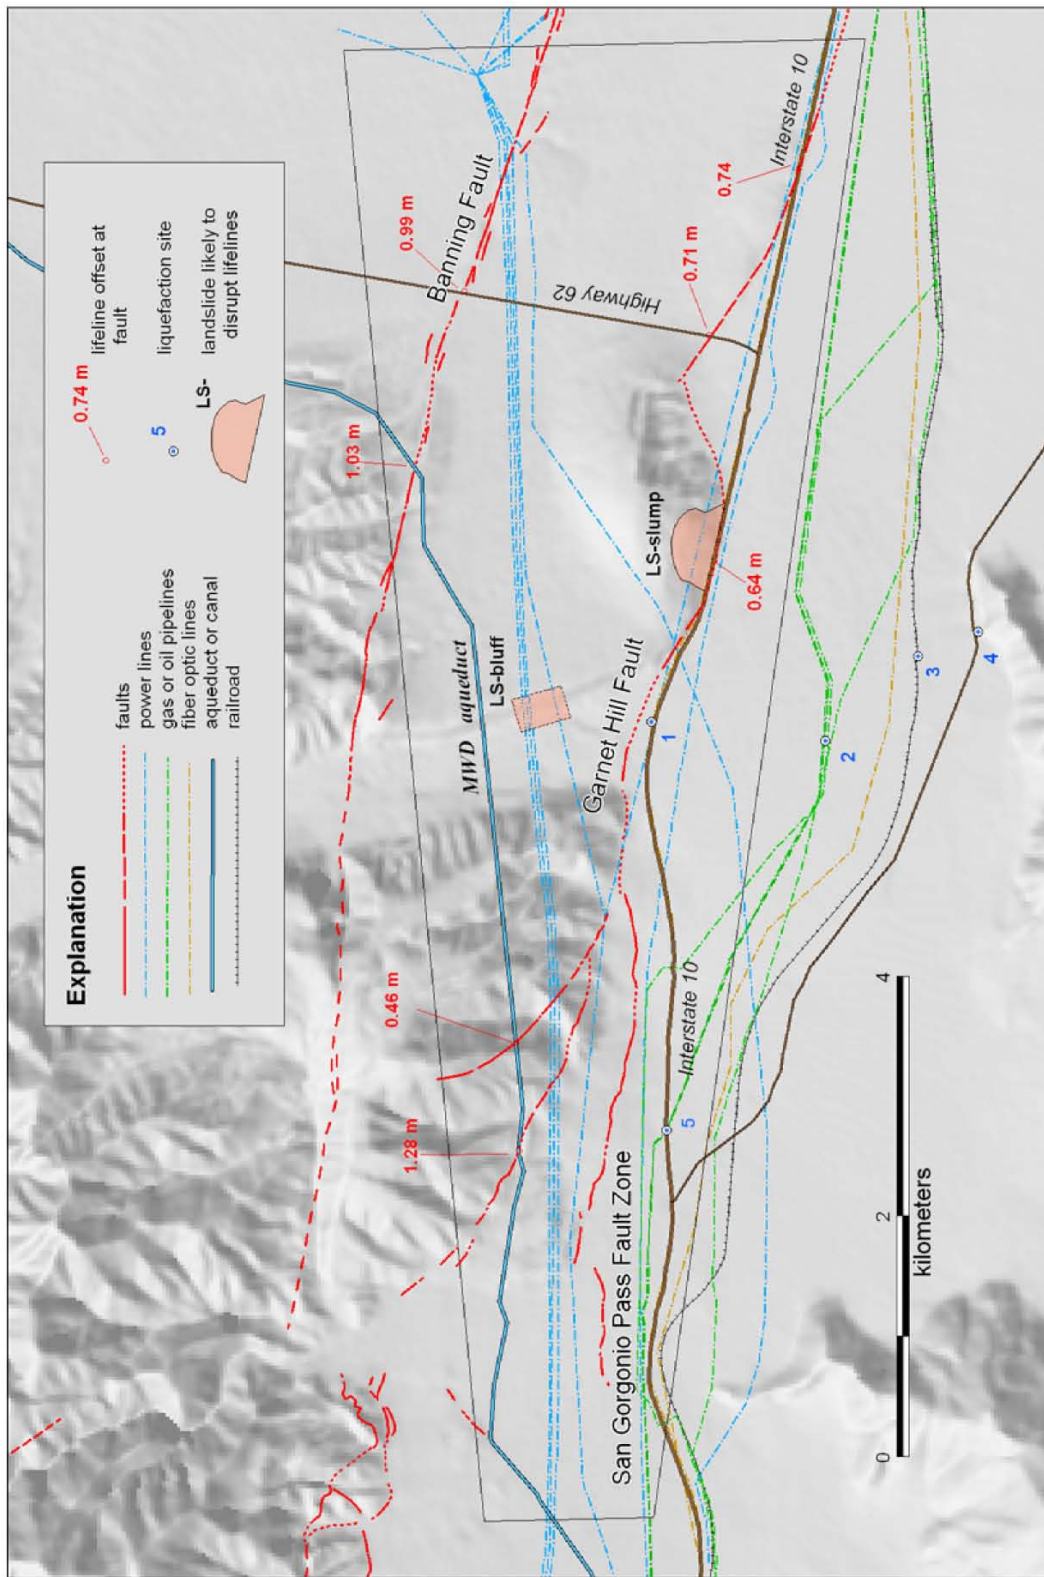 Explanation
faults
power lines
gas or oil pipelines
fiber optic lines
aqueduct or canal
railroad
0.74 m
lifeline offset at
fault
5
liquefaction site
LS-
landslide likely to
disrupt lifelines
Banning Fault
0.99 m
Highway 62
1.03 m
MWD aqueduct
LS-bluff
LS-slump
Garnet Hill Fault
0.46 m
1.28 m
San Gorgonio Pass Fault Zone
Interstate 10
Interstate 10
0.74
0.71 m
0.64 m
1
2
3
4
5
0
2
4
kilometers